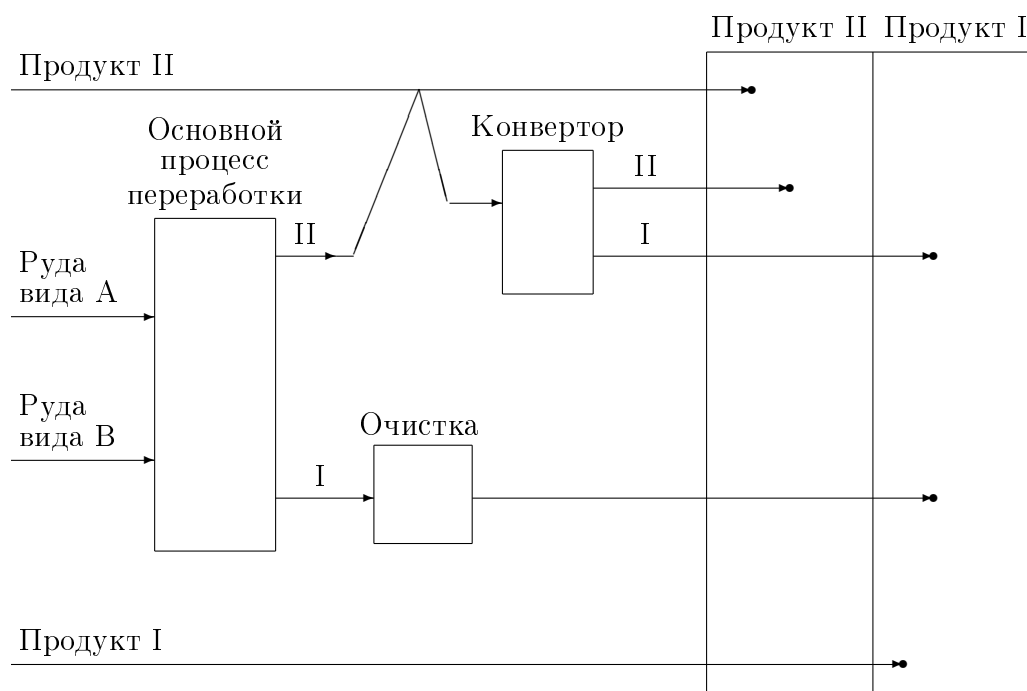 Продукт II Продукт I
Продукт II
Основной
процесс
переработки
Конвертор
II
II
I
Руда
вида А
Руда
вида В
Очистка
I
Продукт I